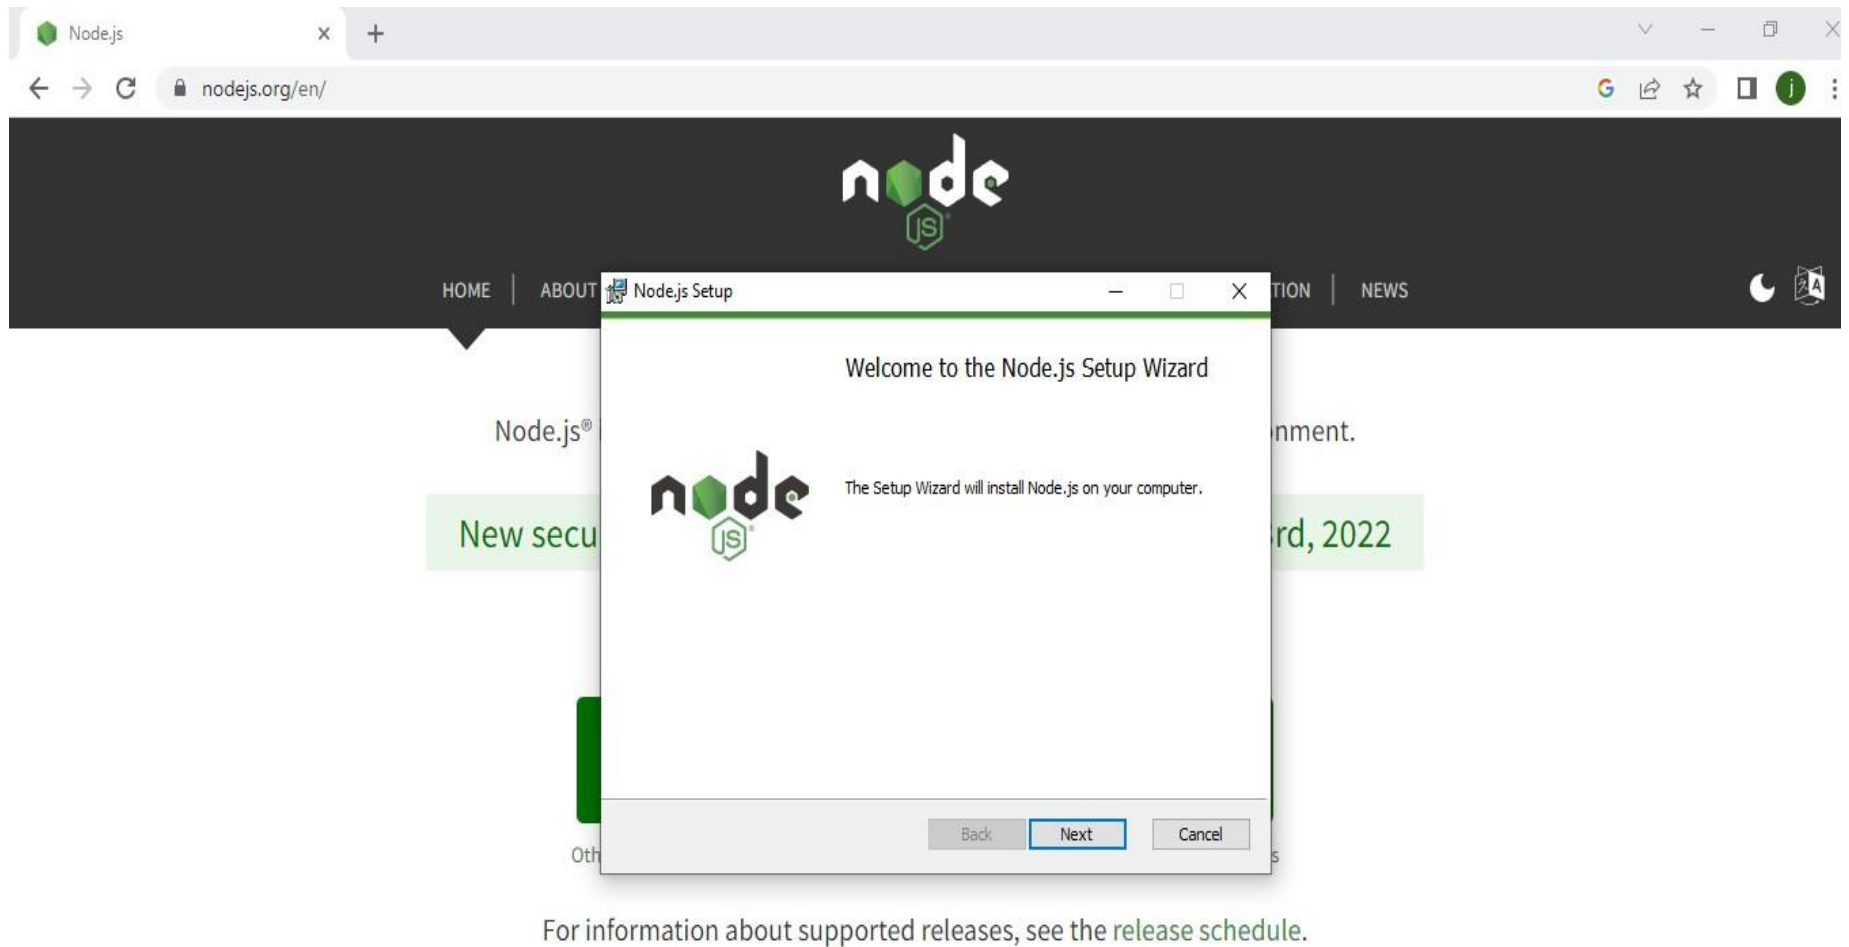 Node.js
nodejs.org/en/
G
j
node
JS
HOME
ABOUT
TION
NEWS
Node.js Setup
Welcome to the Node.js Setup Wizard
Node.js®
nment.
node
JS
The Setup Wizard will install Node.js on your computer.
New secu
rd, 2022
Back
Next
Cancel
Oth
s
For information about supported releases, see the release schedule.